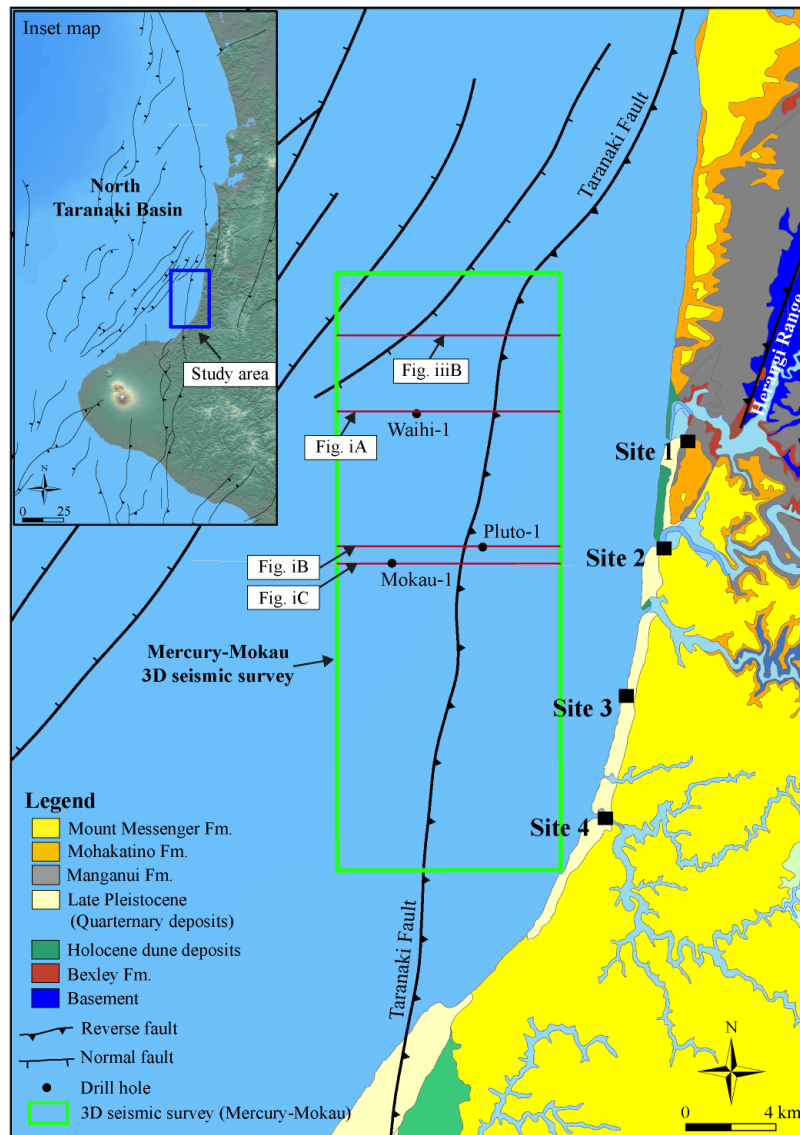 Inset map
North
Taranaki Basin
Study area
N
0 25
Taranaki Fault
Herangi Range
Fig. iiiB
Waihi-1
Fig. iA
Site 1
Pluto-1
Site 2
Fig. iB
Mokau-1
Fig. iC
Mercury-Mokau
3D seismic survey
Site 3
Site 4
Legend
Mount Messenger Fm.
Mohakatino Fm.
Manganui Fm.
Late Pleistocene
(Quarternary deposits)
Holocene dune deposits
Bexley Fm.
Basement
Reverse fault
Normal fault
Drill hole
3D seismic survey (Mercury-Mokau)
Taranaki Fault
N
0 4 km